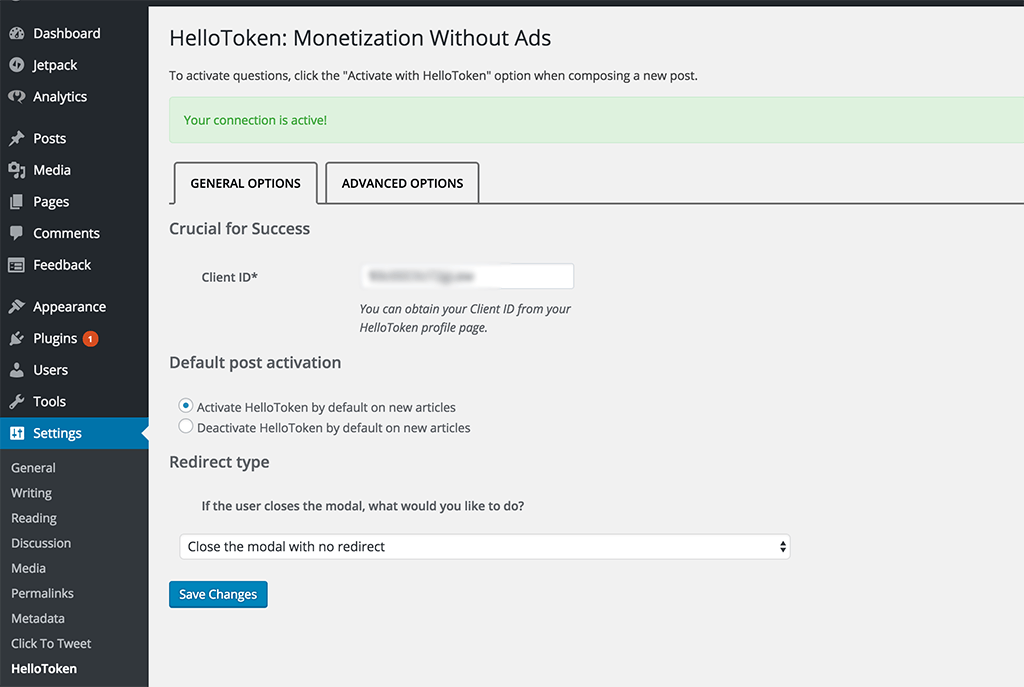 Dashboard
Jetpack
Analytics
Posts
Media
Pages
Comments
Feedback
Appearance
Plugins 1
Users
Tools
Settings
General
Writing
Reading
Discussion
Media
Permalinks
Metadata
Click To Tweet
HelloToken
HelloToken: Monetization Without Ads
To activate questions, click the "Activate with HelloToken" option when composing a new post.
Your connection is active!
GENERAL OPTIONS
ADVANCED OPTIONS
Crucial for Success
Client ID*
You can obtain your Client ID from your
HelloToken profile page.
Default post activation
Activate HelloToken by default on new articles
Deactivate HelloToken by default on new articles
Redirect type
If the user closes the modal, what would you like to do?
Close the modal with no redirect
Save Changes